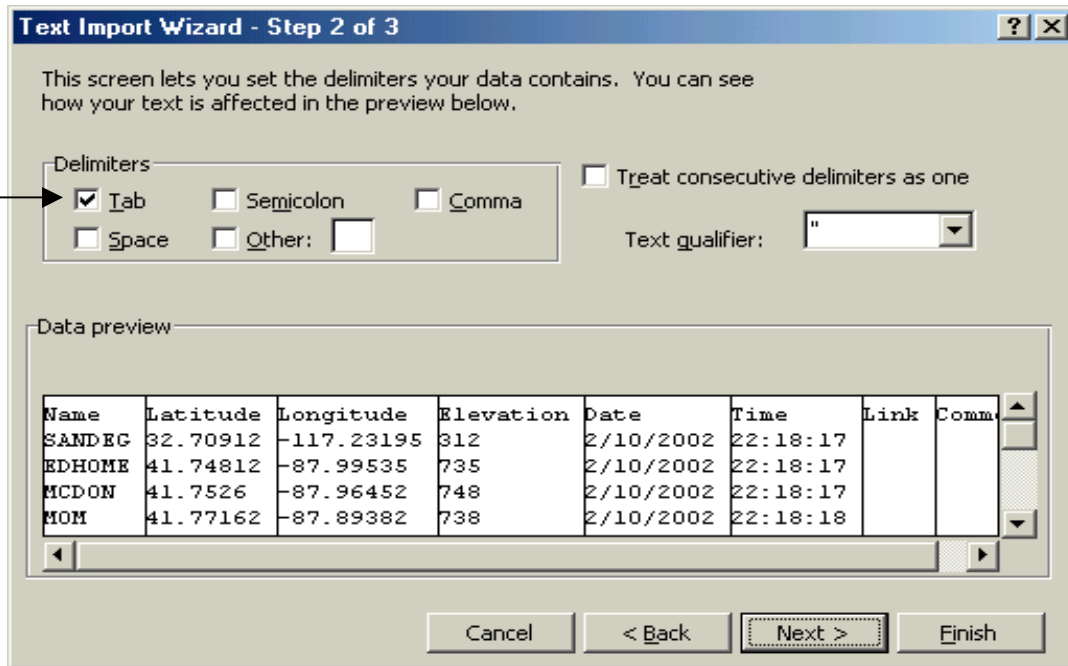 Text Import Wizard - Step 2 of 3
This screen lets you set the delimiters your data contains. You can see
how your text is affected in the preview below.
Delimiters
Tab Semicolon Comma
Space Other:
Treat consecutive delimiters as one
Text qualifier: "
Data preview
Name Latitude Longitude Elevation Date Time Link Comme
SANDEG 32.70912 -117.23195 312 2/10/2002 22:18:17
EDHOME 41.74812 -87.99535 735 2/10/2002 22:18:17
MCDON 41.7526 -87.96452 748 2/10/2002 22:18:17
MOM 41.77162 -87.89382 738 2/10/2002 22:18:18
Cancel < Back Next > Finish